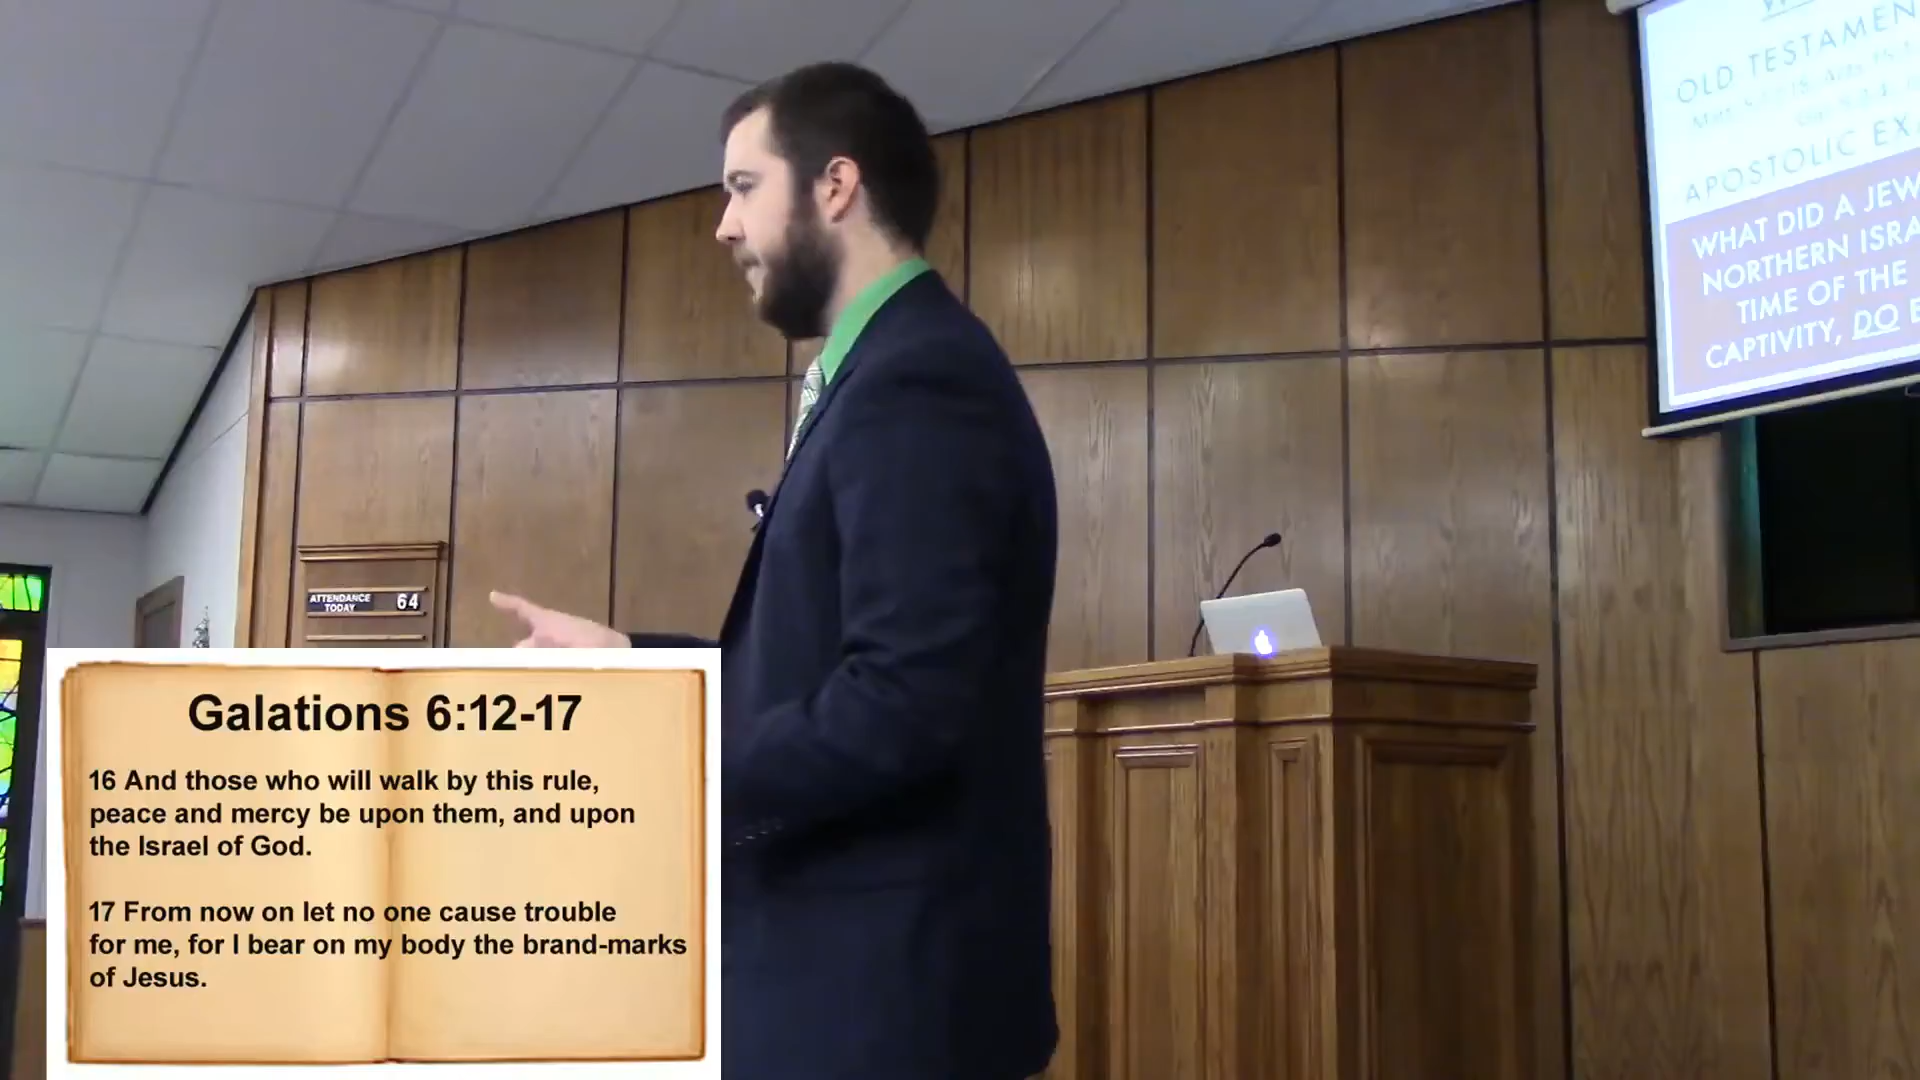 OLD TESTAMEN
APOSTOLIC EX
WHAT DID A JEW
NORTHERN ISRA
TIME OF THE
CAPTIVITY, DO E
ATTENDANCE
TODAY 64
Galations 6:12-17
16 And those who will walk by this rule,
peace and mercy be upon them, and upon
the Israel of God.
17 From now on let no one cause trouble
for me, for I bear on my body the brand-marks
of Jesus.